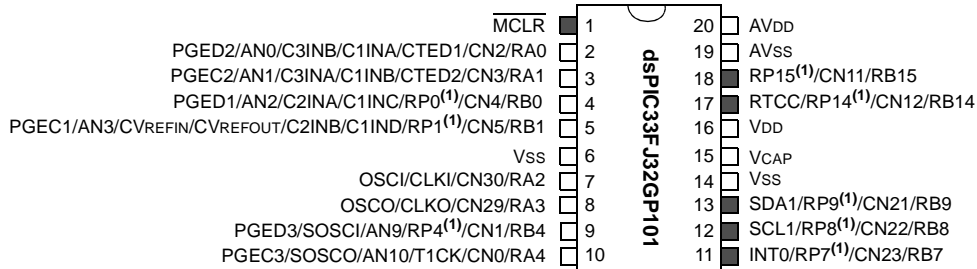 MCLR 1 20 AVDD
PGED2/AN0/C3INB/C1INA/CTED1/CN2/RA0 2 19 AVSS
PGEC2/AN1/C3INA/C1INB/CTED2/CN3/RA1 3 18 RP15(1)/CN11/RB15
PGED1/AN2/C2INA/C1INC/RP0(1)/CN4/RB0 4 17 RTCC/RP14(1)/CN12/RB14
PGEC1/AN3/CVREFIN/CVREFOUT/C2INB/C1IND/RP1(1)/CN5/RB1 5 16 VDD
VSS 6 15 VCAP
OSCI/CLKI/CN30/RA2 7 14 VSS
OSCO/CLKO/CN29/RA3 8 13 SDA1/RP9(1)/CN21/RB9
PGED3/SOSCI/AN9/RP4(1)/CN1/RB4 9 12 SCL1/RP8(1)/CN22/RB8
PGEC3/SOSCO/AN10/T1CK/CN0/RA4 10 11 INT0/RP7(1)/CN23/RB7
dsPIC33FJ32GP101